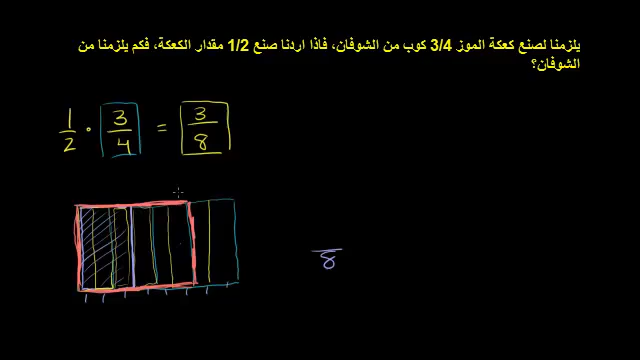 يلزمنا لصنع كعكة الموز 3/4 كوب من الشوفان، فاذا اردنا صنع 1/2 مقدار الكعكة، فكم يلزمنا من
الشوفان؟
1/2 · 3/4 = 3/8
/8